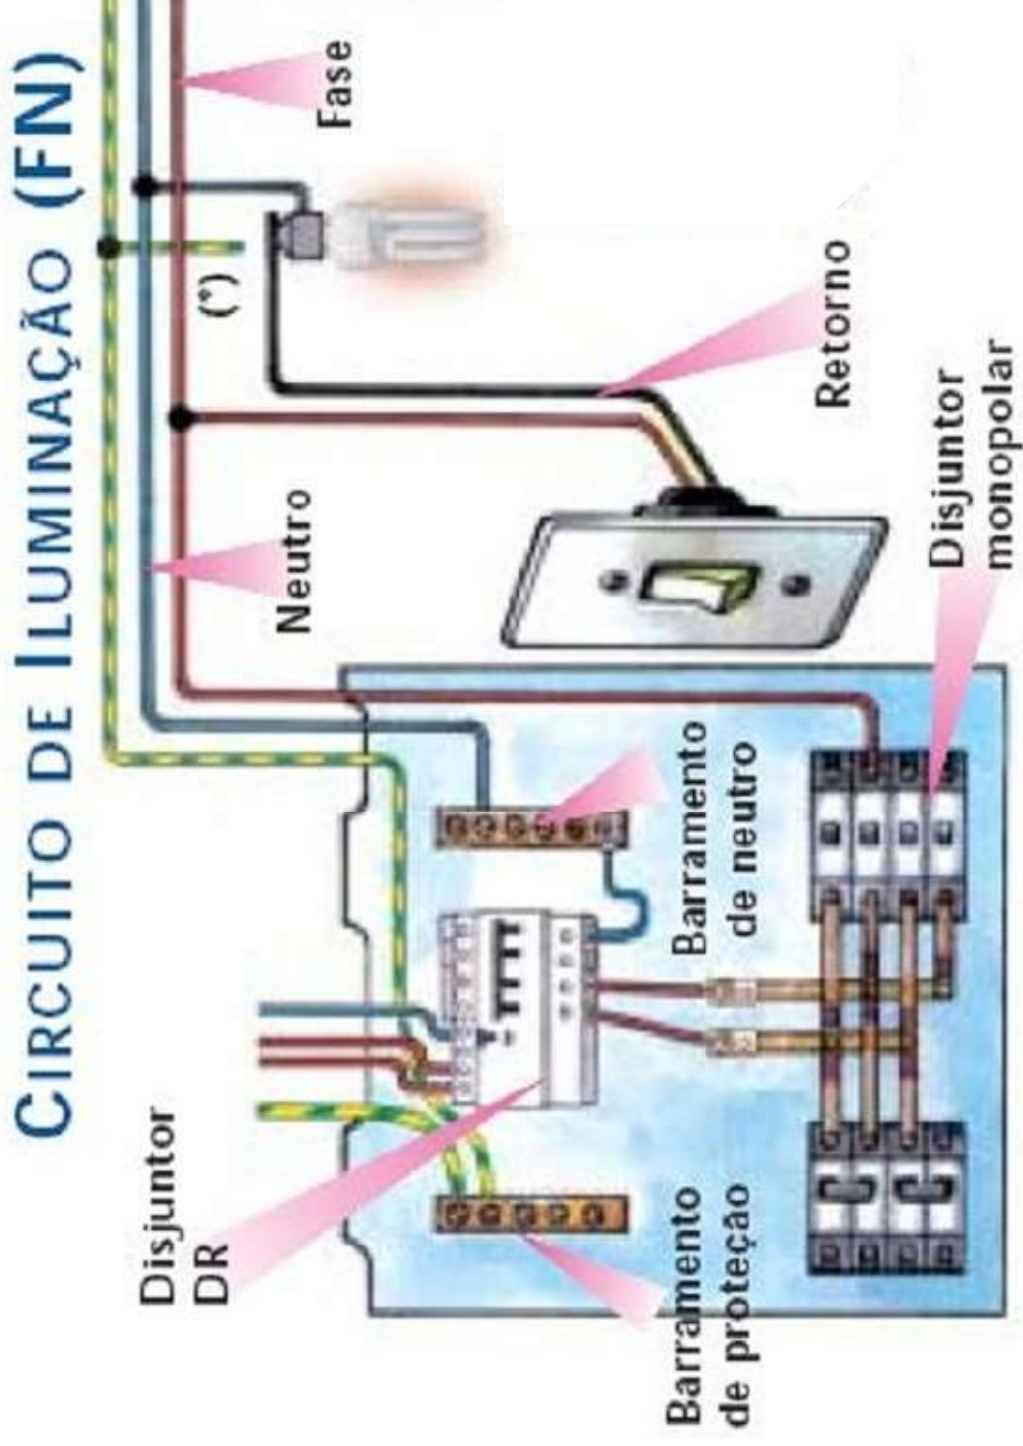 CIRCUITO DE ILUMINAÇÃO (FN)
Disjuntor
DR
Neutro
(*)
Fase
Retorno
Barramento
de proteção
Barramento
de neutro
Disjuntor
monopolar